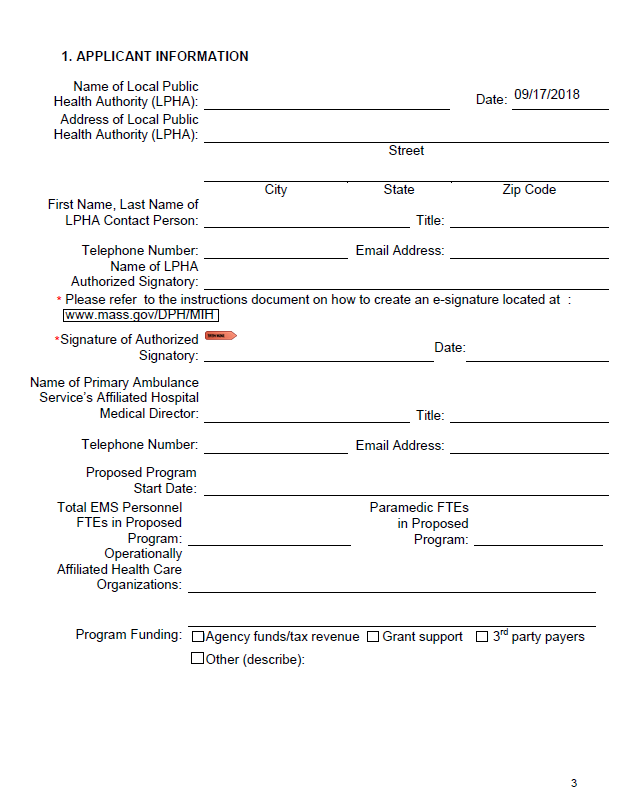 1. APPLICANT INFORMATION
Name of Local Public
Health Authority (LPHA):
Date: 09/17/2018
Address of Local Public
Health Authority (LPHA):
Street
City State Zip Code
First Name, Last Name of
LPHA Contact Person: Title:
Telephone Number: Email Address:
Name of LPHA
Authorized Signatory:
* Please refer to the instructions document on how to create an e-signature located at :
www.mass.gov/DPH/MIH
*Signature of Authorized
Signatory:
Date:
Name of Primary Ambulance
Service's Affiliated Hospital
Medical Director: Title:
Telephone Number: Email Address:
Proposed Program
Start Date:
Total EMS Personnel
FTEs in Proposed
Program:
Paramedic FTEs
in Proposed
Program:
Operationally
Affiliated Health Care
Organizations:
Program Funding: Agency funds/tax revenue Grant support 3rd party payers
Other (describe):
3